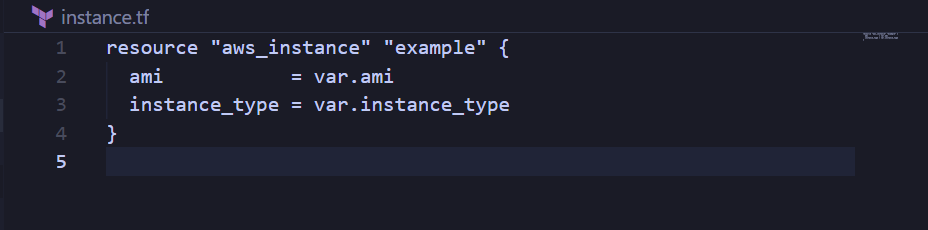 instance.tf
1 resource "aws_instance" "example" {
2   ami           = var.ami
3   instance_type = var.instance_type
4 }
5